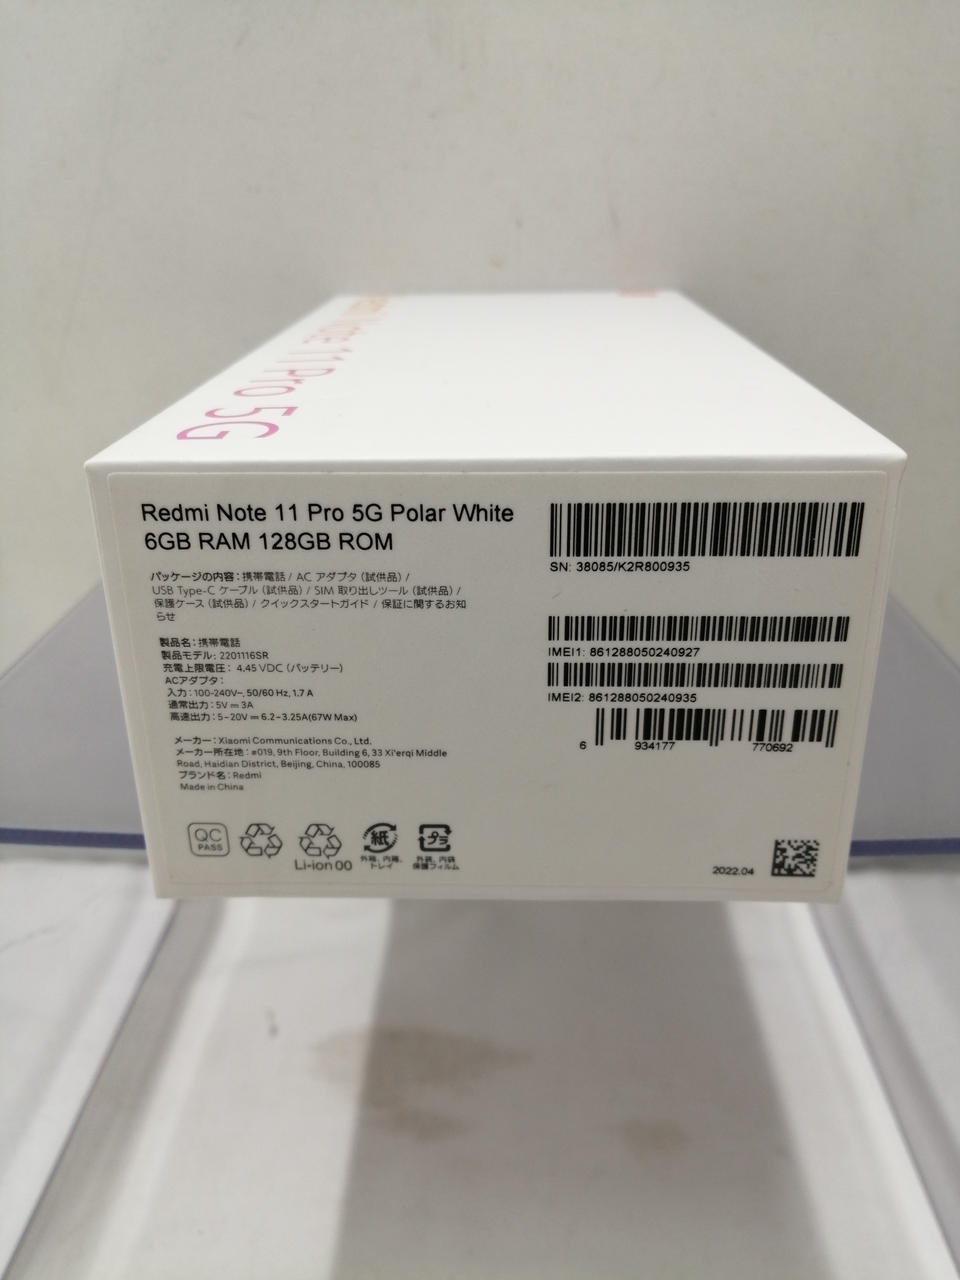 Redmi Note 11 Pro 5G
Redmi Note 11 Pro 5G Polar White
6GB RAM 128GB ROM
パッケージの内容：携帯電話 / AC アダプタ（試供品）/
USB Type-C ケーブル（試供品）/ SIM 取り出しツール（試供品）/
保護ケース（試供品）/ クイックスタートガイド / 保証に関するお知
らせ
製品名：携帯電話
製品モデル：2201116SR
充電上限電圧： 4.45 VDC（バッテリー）
ACアダプタ：
入力：100-240V~, 50/60 Hz, 1.7 A
通常出力：5V ⎓ 3A
高速出力：5-20V ⎓ 6.2-3.25A(67W Max)
メーカー：Xiaomi Communications Co., Ltd.
メーカー所在地：#019, 9th Floor, Building 6, 33 Xi'erqi Middle
Road, Haidian District, Beijing, China, 100085
ブランド名：Redmi
Made in China
QC
PASS
Li-ion 00
紙
外箱、内箱、
トレイ
プラ
外装、内袋
保護フィルム
SN: 38085/K2R800935
IMEI1: 861288050240927
IMEI2: 861288050240935
6 934177 770692
2022.04